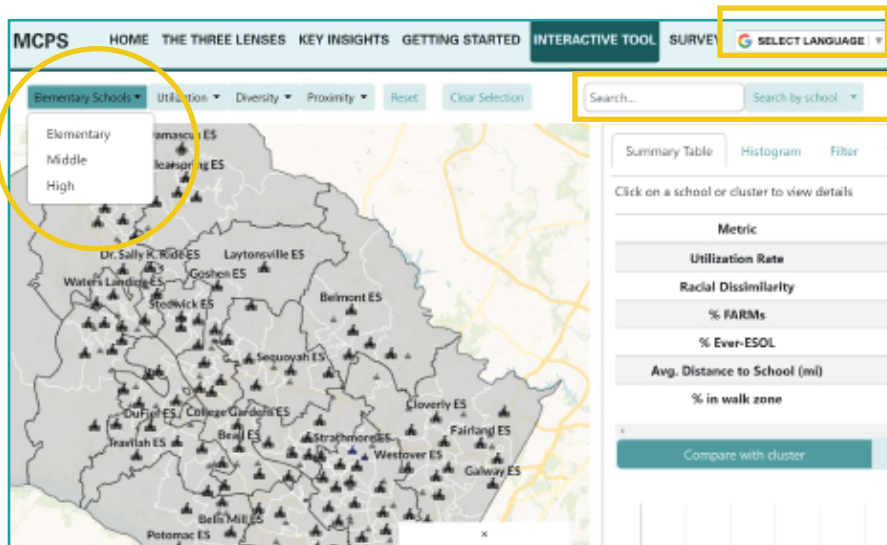 MCPS HOME THE THREE LENSES KEY INSIGHTS GETTING STARTED INTERACTIVE TOOL SURVEY G SELECT LANGUAGE ▼
Elementary Schools Utilization Diversity Proximity Reset Clear Selection Search... Search by school
Elementary
Middle
High
Damascus ES
Clearspring ES
Dr. Sally K. Ride ES
Laytonsville ES
Goshen ES
Waters Landing ES
Stedwick ES
Belmont ES
Sequoyah ES
DuFief ES
College Gardens ES
Cloverly ES
Travilah ES
Beall ES
Strathmore ES
Fairland ES
Westover ES
Galway ES
Bells Mill ES
Potomac ES
×
Summary Table Histogram Filter
Click on a school or cluster to view details
Metric
Utilization Rate
Racial Dissimilarity
% FARMs
% Ever-ESOL
Avg. Distance to School (mi)
% in walk zone
Compare with cluster